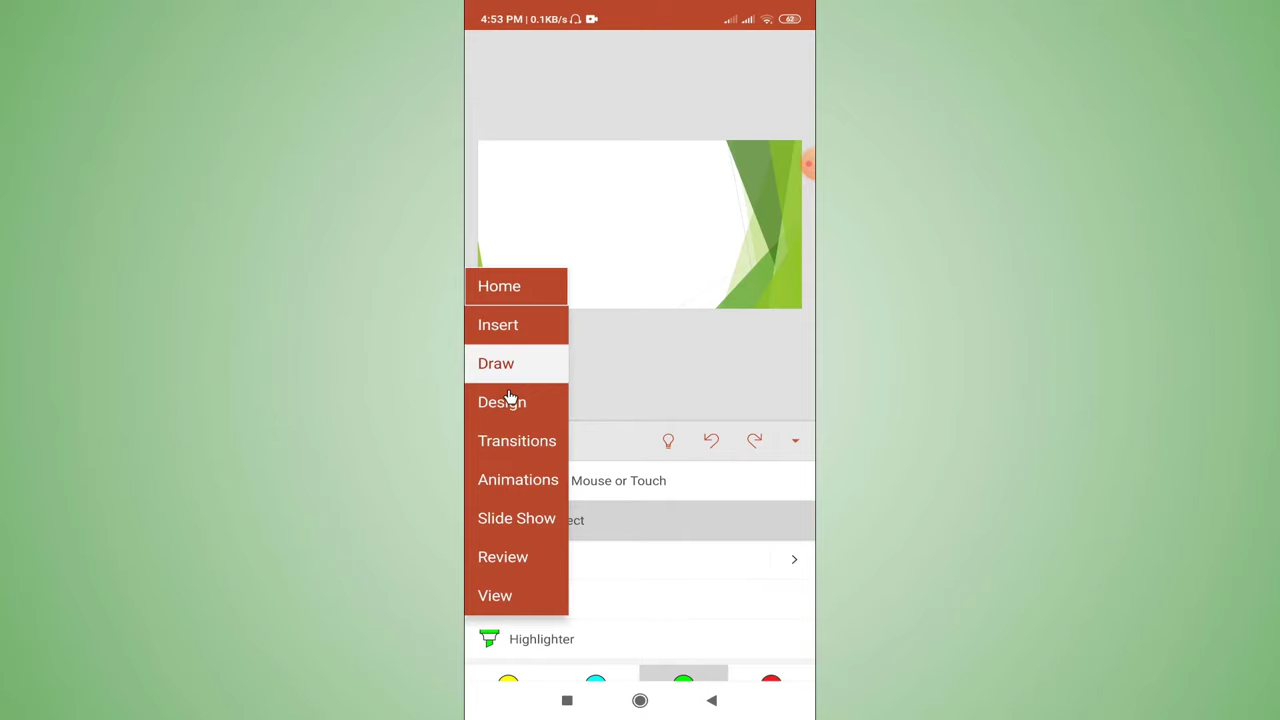 4:53 PM | 0.1KB/s
62
Home
Insert
Draw
Design
Transitions
Mouse or Touch
Animations
Slide Show
ect
Review
View
Highlighter